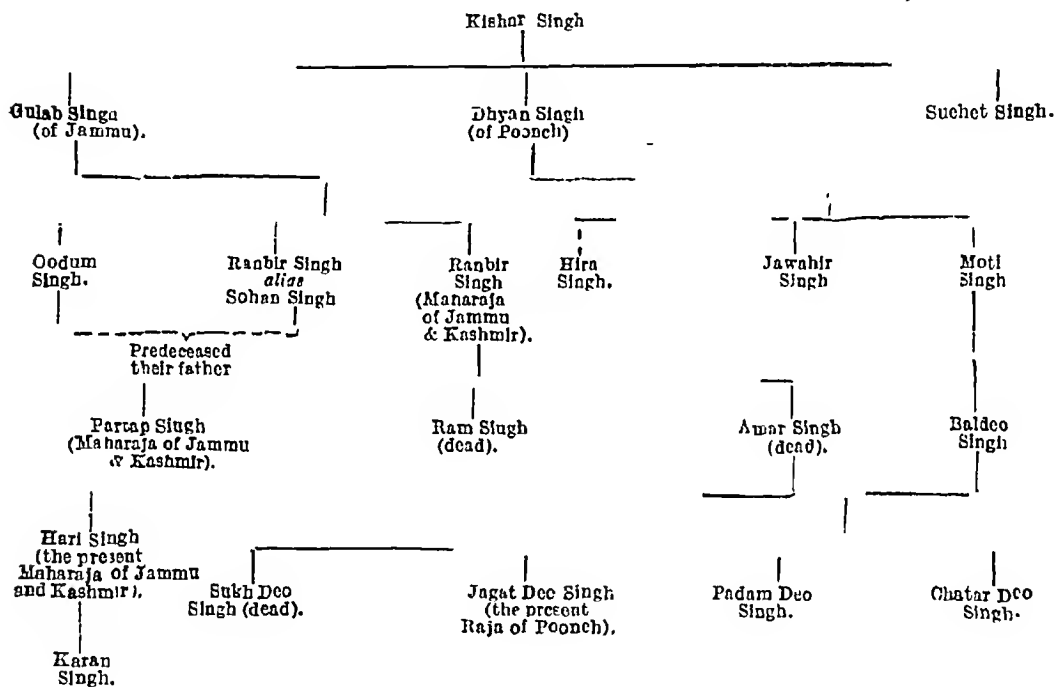 Kishar Singh
Gulab Singh
(of Jammu).
Dhyan Singh
(of Poonch)
Suchet Singh.
Oodum
Singh.
Ranbir Singh
alias
Sohan Singh
Ranbir
Singh
(Maharaja
of Jammu
& Kashmir).
Hira
Singh.
Jawahir
Singh
Moti
Singh
Predeceased
their father
Partap Singh
(Maharaja of Jammu
& Kashmir).
Ram Singh
(dead).
Amar Singh
(dead).
Baldeo
Singh
Hari Singh
(the present
Maharaja of Jammu
and Kashmir).
Sukh Deo
Singh (dead).
Jagat Deo Singh
(the present
Raja of Poonch).
Padam Deo
Singh.
Chatar Deo
Singh.
Karan
Singh.